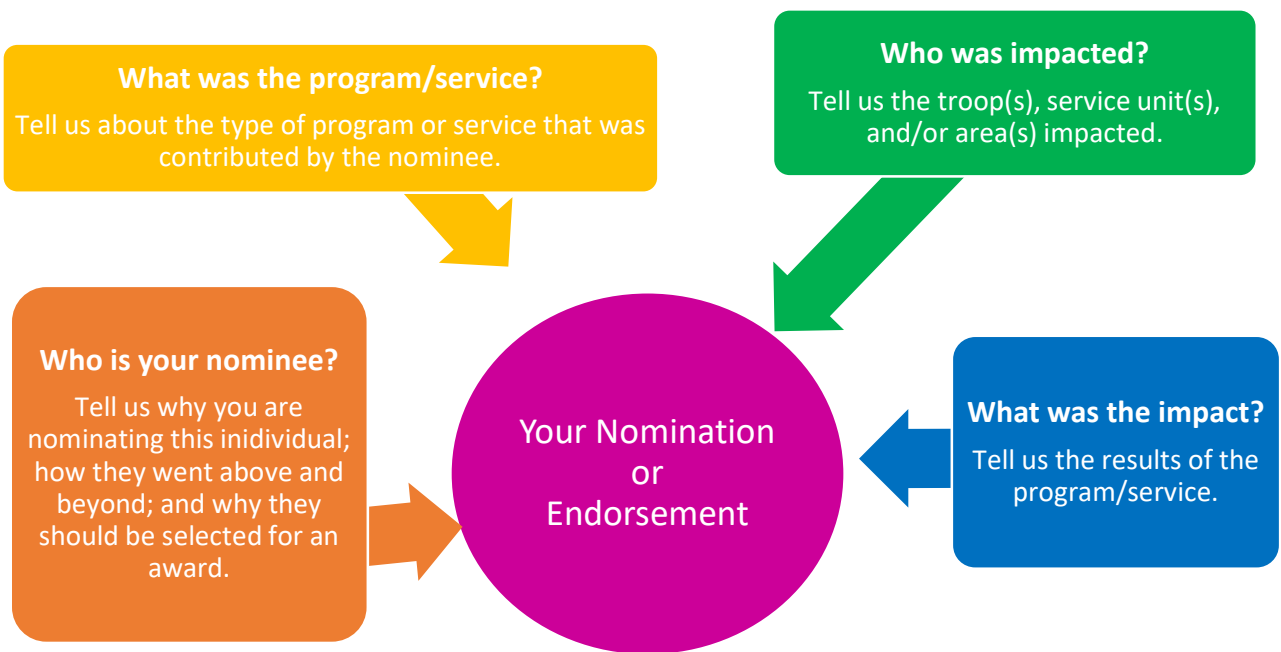 What was the program/service?
Tell us about the type of program or service that was
contributed by the nominee.
Who was impacted?
Tell us the troop(s), service unit(s),
and/or area(s) impacted.
Who is your nominee?
Tell us why you are
nominating this inidividual;
how they went above and
beyond; and why they
should be selected for an
award.
Your Nomination
or
Endorsement
What was the impact?
Tell us the results of the
program/service.